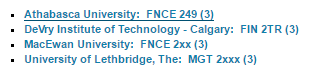 Athabasca University:  FNCE 249 (3)
DeVry Institute of Technology - Calgary:  FIN 2TR (3)
MacEwan University:  FNCE 2xx (3)
University of Lethbridge, The:  MGT 2xxx (3)